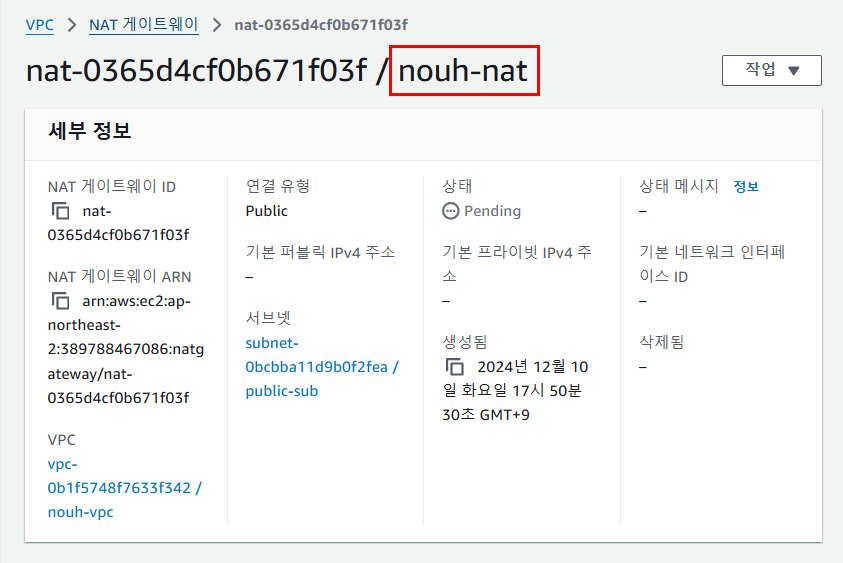 VPC > NAT 게이트웨이 > nat-0365d4cf0b671f03f
nat-0365d4cf0b671f03f / nouh-nat
작업 ▼
세부 정보
NAT 게이트웨이 ID
nat-
0365d4cf0b671f03f
NAT 게이트웨이 ARN
arn:aws:ec2:ap-
northeast-
2:389788467086:natg
ateway/nat-
0365d4cf0b671f03f
VPC
vpc-
0b1f5748f7633f342 /
nouh-vpc
연결 유형
Public
기본 퍼블릭 IPv4 주소
–
서브넷
subnet-
0bcbba11d9b0f2fea /
public-sub
상태
Pending
기본 프라이빗 IPv4 주
소
–
생성됨
2024년 12월 10
일 화요일 17시 50분
30초 GMT+9
상태 메시지 정보
–
기본 네트워크 인터페
이스 ID
–
삭제됨
–